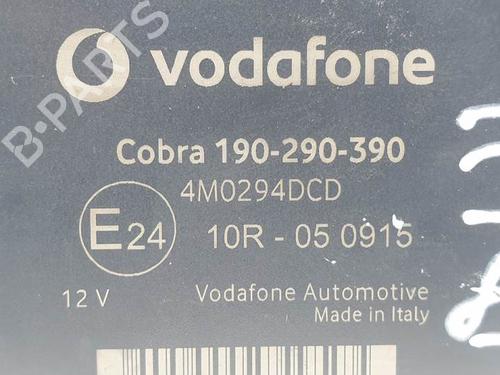 vodafone
Cobra 190-290-390
4M0294DCD
E24
10R - 05 0915
12 V
Vodafone Automotive
Made in Italy
B-PARTS